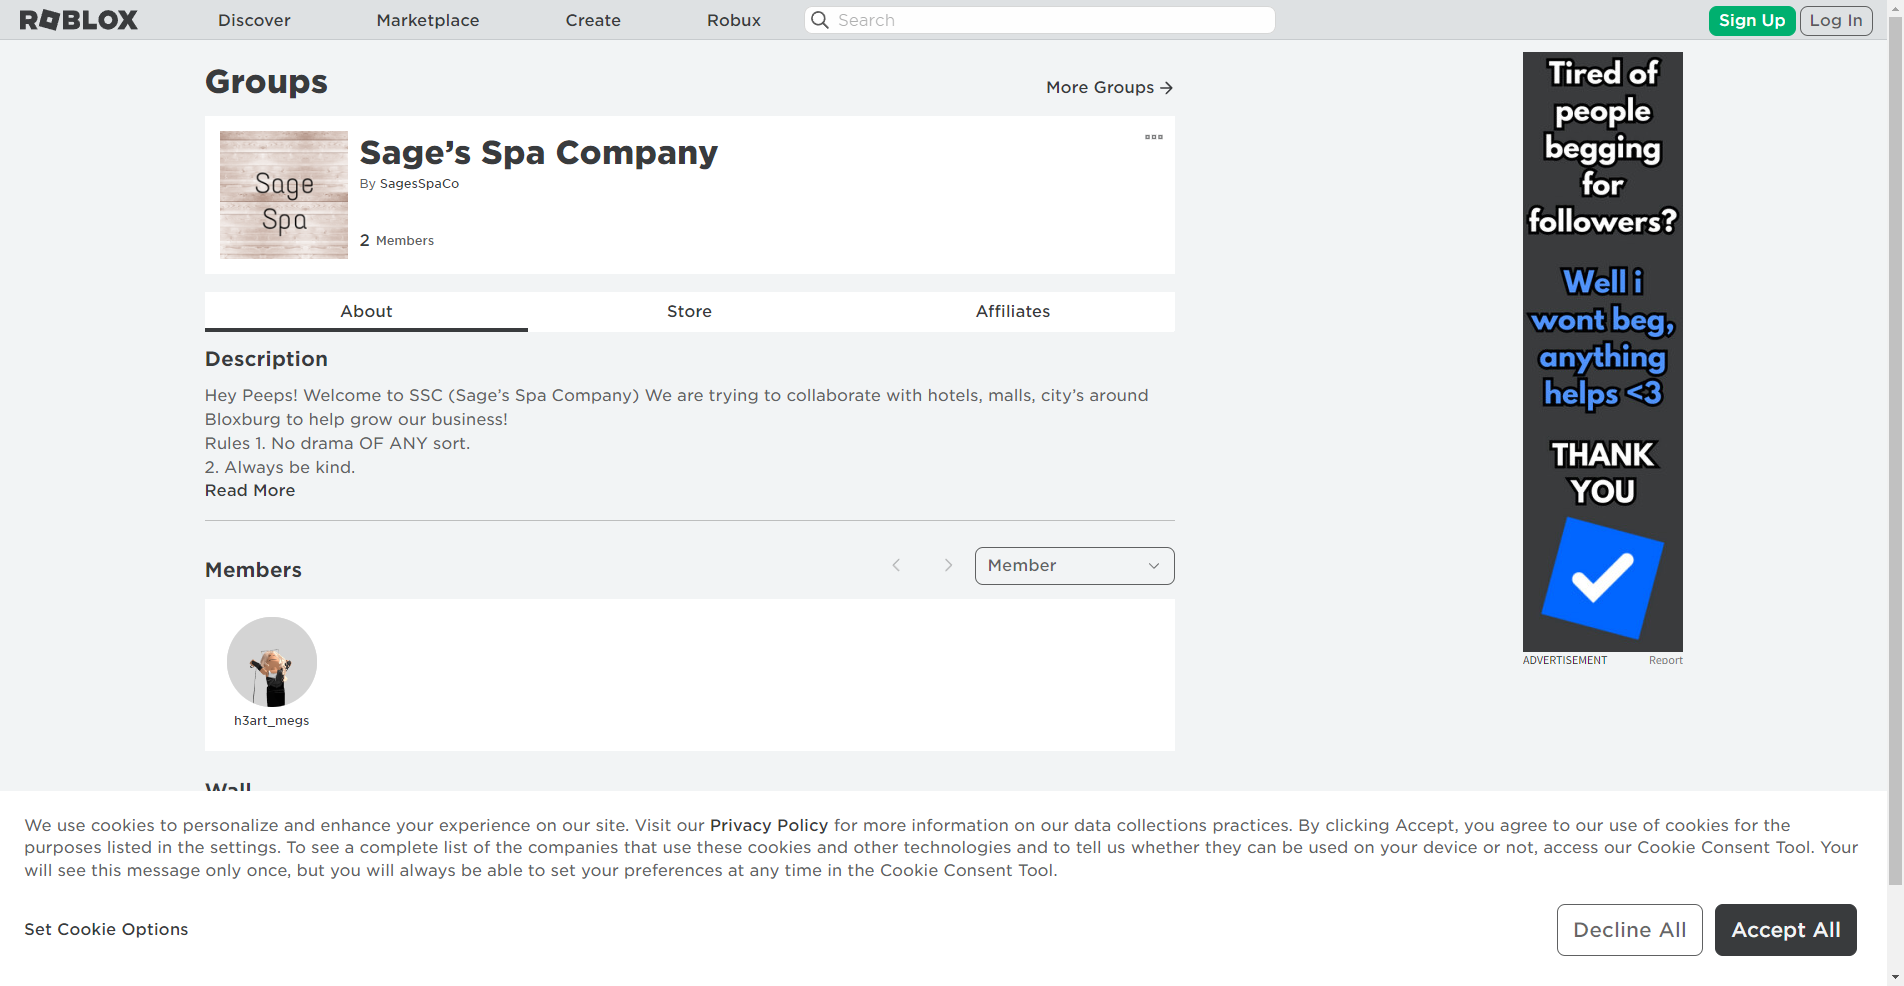 ROBLOX
Discover
Marketplace
Create
Robux
Search
Sign Up
Log In
Groups
More Groups
Sage
Spa
Sage’s Spa Company
By SagesSpaCo
2 Members
About
Store
Affiliates
Description
Hey Peeps! Welcome to SSC (Sage’s Spa Company) We are trying to collaborate with hotels, malls, city’s around
Bloxburg to help grow our business!
Rules 1. No drama OF ANY sort.
2. Always be kind.
Read More
Members
Member
h3art_megs
Wall
Tired of
people
begging
for
followers?
Well i
wont beg,
anything
helps <3
THANK
YOU
ADVERTISEMENT
Report
We use cookies to personalize and enhance your experience on our site. Visit our Privacy Policy for more information on our data collections practices. By clicking Accept, you agree to our use of cookies for the
purposes listed in the settings. To see a complete list of the companies that use these cookies and other technologies and to tell us whether they can be used on your device or not, access our Cookie Consent Tool. Your
will see this message only once, but you will always be able to set your preferences at any time in the Cookie Consent Tool.
Set Cookie Options
Decline All
Accept All